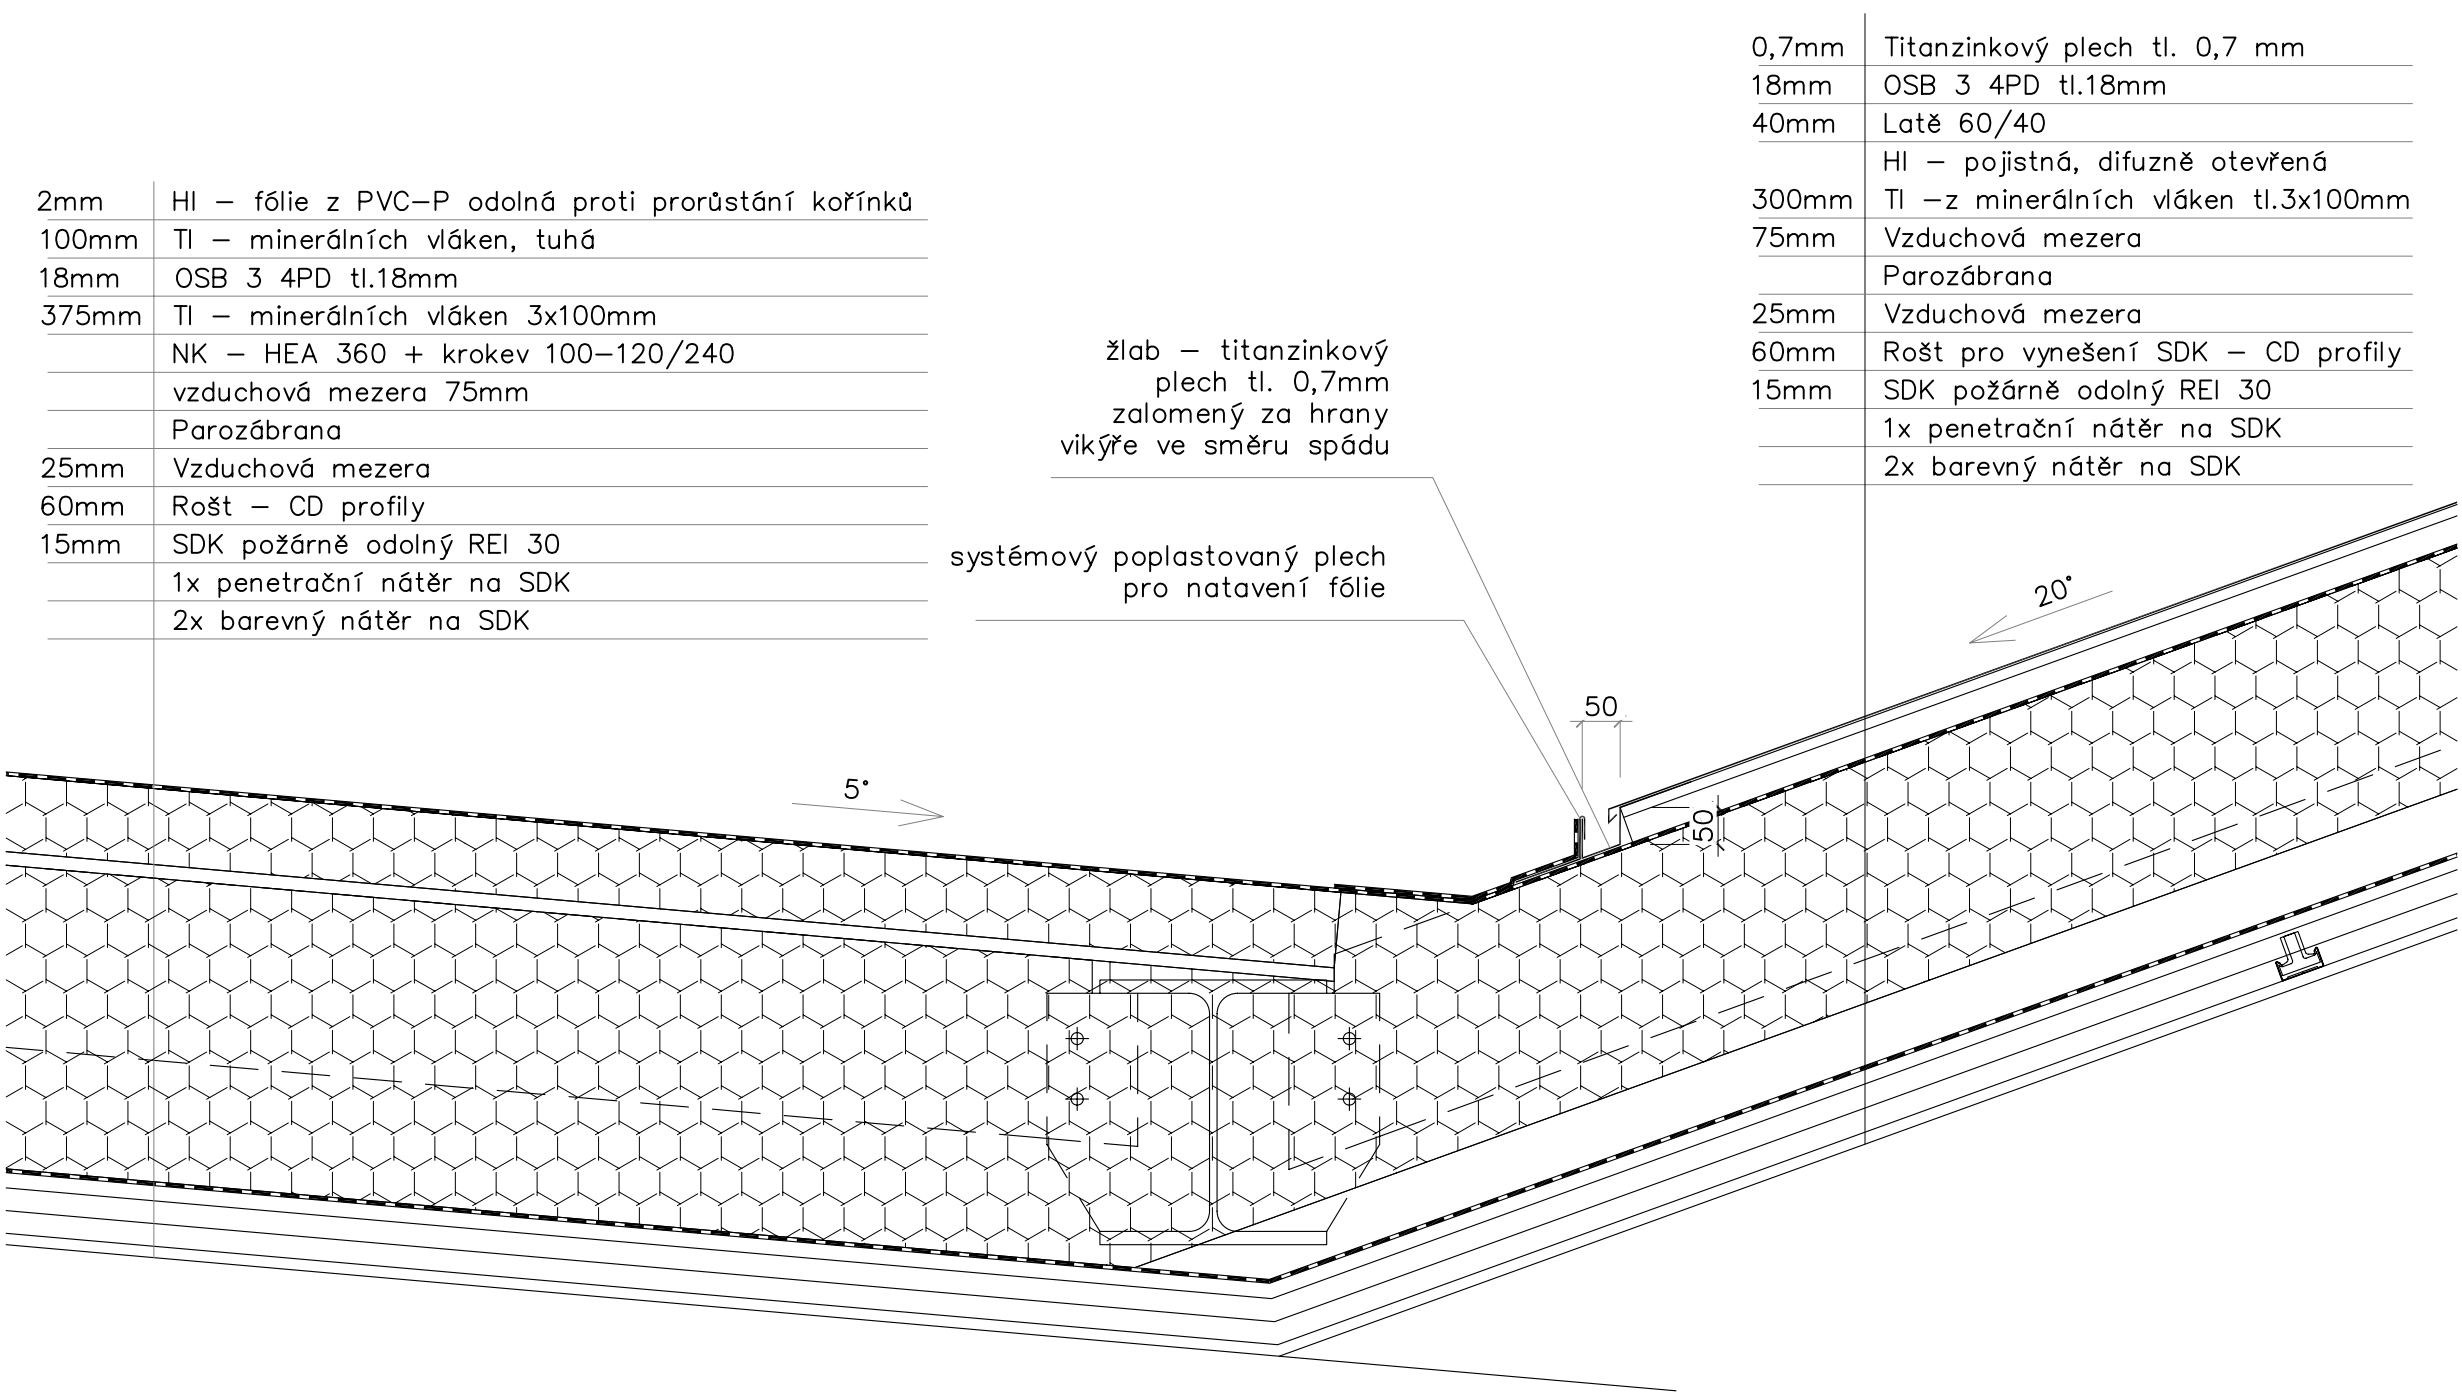 2mm HI – fólie z PVC–P odolná proti prorůstání kořínků
100mm TI – minerálních vláken, tuhá
18mm OSB 3 4PD tl.18mm
375mm TI – minerálních vláken 3x100mm
NK – HEA 360 + krokev 100–120/240
vzduchová mezera 75mm
Parozábrana
25mm Vzduchová mezera
60mm Rošt – CD profily
15mm SDK požárně odolný REI 30
1x penetrační nátěr na SDK
2x barevný nátěr na SDK
žlab – titanzinkový
plech tl. 0,7mm
zalomený za hrany
vikýře ve směru spádu
systémový poplastovaný plech
pro natavení fólie
0,7mm Titanzinkový plech tl. 0,7 mm
18mm OSB 3 4PD tl.18mm
40mm Latě 60/40
HI – pojistná, difuzně otevřená
300mm TI –z minerálních vláken tl.3x100mm
75mm Vzduchová mezera
Parozábrana
25mm Vzduchová mezera
60mm Rošt pro vynešení SDK – CD profily
15mm SDK požárně odolný REI 30
1x penetrační nátěr na SDK
2x barevný nátěr na SDK
20°
50
5°
50